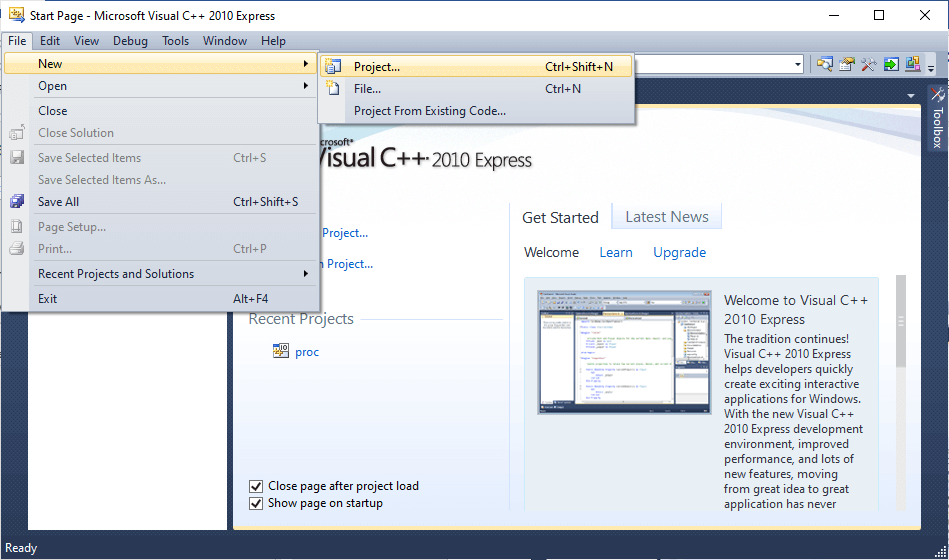 Start Page - Microsoft Visual C++ 2010 Express
File Edit View Debug Tools Window Help
New
Project... Ctrl+Shift+N
Open
File... Ctrl+N
Close
Project From Existing Code...
Close Solution
Save Selected Items Ctrl+S
Save Selected Items As...
Save All Ctrl+Shift+S
Page Setup...
Print... Ctrl+P
Recent Projects and Solutions
Exit Alt+F4
Toolbox
Visual C++ 2010 Express
Project...
Project...
Recent Projects
proc
Close page after project load
Show page on startup
Get Started Latest News
Welcome Learn Upgrade
Welcome to Visual C++
2010 Express
The tradition continues!
Visual C++ 2010 Express
helps developers quickly
create exciting interactive
applications for Windows.
With the new Visual C++
2010 Express development
environment, improved
performance, and lots of
new features, moving
from great idea to great
application has never
Ready